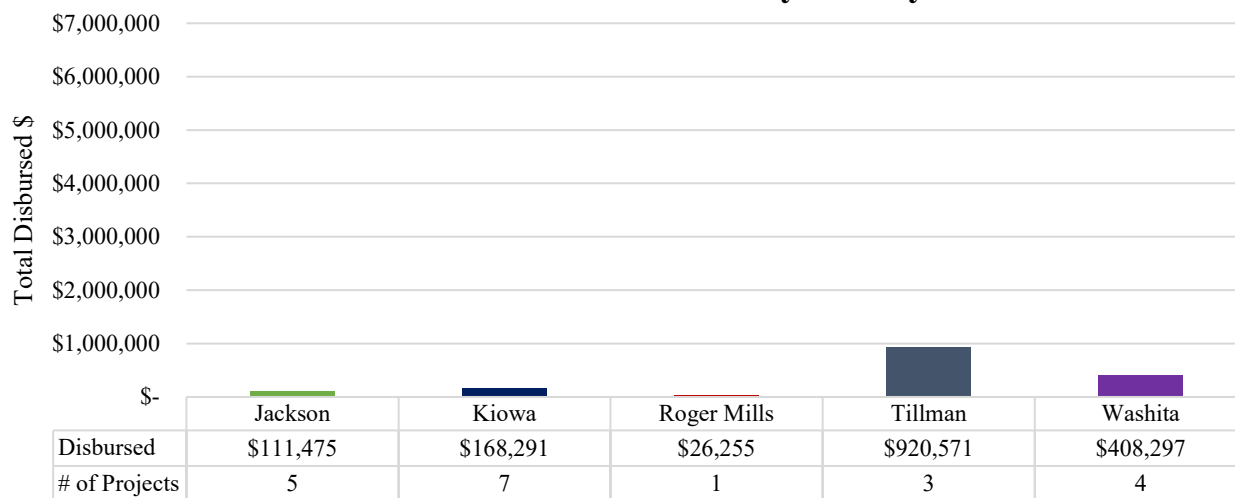 $7,000,000
$6,000,000
$5,000,000
$4,000,000
$3,000,000
$2,000,000
$1,000,000
$-
Total Disbursed $
Jackson Kiowa Roger Mills Tillman Washita
Disbursed $111,475 $168,291 $26,255 $920,571 $408,297
# of Projects 5 7 1 3 4